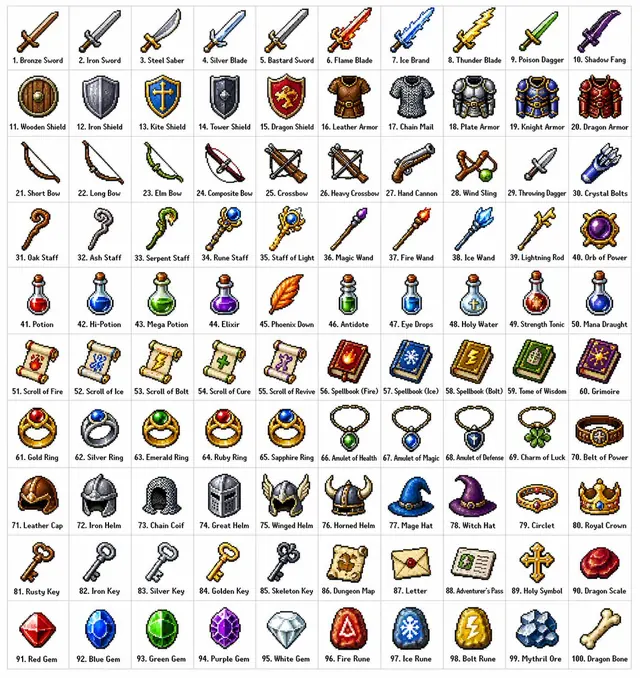 1. Bronze Sword
2. Iron Sword
3. Steel Saber
4. Silver Blade
5. Bastard Sword
6. Flame Blade
7. Ice Brand
8. Thunder Blade
9. Poison Dagger
10. Shadow Fang
11. Wooden Shield
12. Iron Shield
13. Kite Shield
14. Tower Shield
15. Dragon Shield
16. Leather Armor
17. Chain Mail
18. Plate Armor
19. Knight Armor
20. Dragon Armor
21. Short Bow
22. Long Bow
23. Elm Bow
24. Composite Bow
25. Crossbow
26. Heavy Crossbow
27. Hand Cannon
28. Wind Sling
29. Throwing Dagger
30. Crystal Bolts
31. Oak Staff
32. Ash Staff
33. Serpent Staff
34. Rune Staff
35. Staff of Light
36. Magic Wand
37. Fire Wand
38. Ice Wand
39. Lightning Rod
40. Orb of Power
41. Potion
42. Hi-Potion
43. Mega Potion
44. Elixir
45. Phoenix Down
46. Antidote
47. Eye Drops
48. Holy Water
49. Strength Tonic
50. Mana Draught
51. Scroll of Fire
52. Scroll of Ice
53. Scroll of Bolt
54. Scroll of Cure
55. Scroll of Revive
56. Spellbook (Fire)
57. Spellbook (Ice)
58. Spellbook (Bolt)
59. Tome of Wisdom
60. Grimoire
61. Gold Ring
62. Silver Ring
63. Emerald Ring
64. Ruby Ring
65. Sapphire Ring
66. Amulet of Health
67. Amulet of Magic
68. Amulet of Defense
69. Charm of Luck
70. Belt of Power
71. Leather Cap
72. Iron Helm
73. Chain Coif
74. Great Helm
75. Winged Helm
76. Horned Helm
77. Mage Hat
78. Witch Hat
79. Circlet
80. Royal Crown
81. Rusty Key
82. Iron Key
83. Silver Key
84. Golden Key
85. Skeleton Key
86. Dungeon Map
87. Letter
88. Adventurer's Pass
89. Holy Symbol
90. Dragon Scale
91. Red Gem
92. Blue Gem
93. Green Gem
94. Purple Gem
95. White Gem
96. Fire Rune
97. Ice Rune
98. Bolt Rune
99. Mythril Ore
100. Dragon Bone